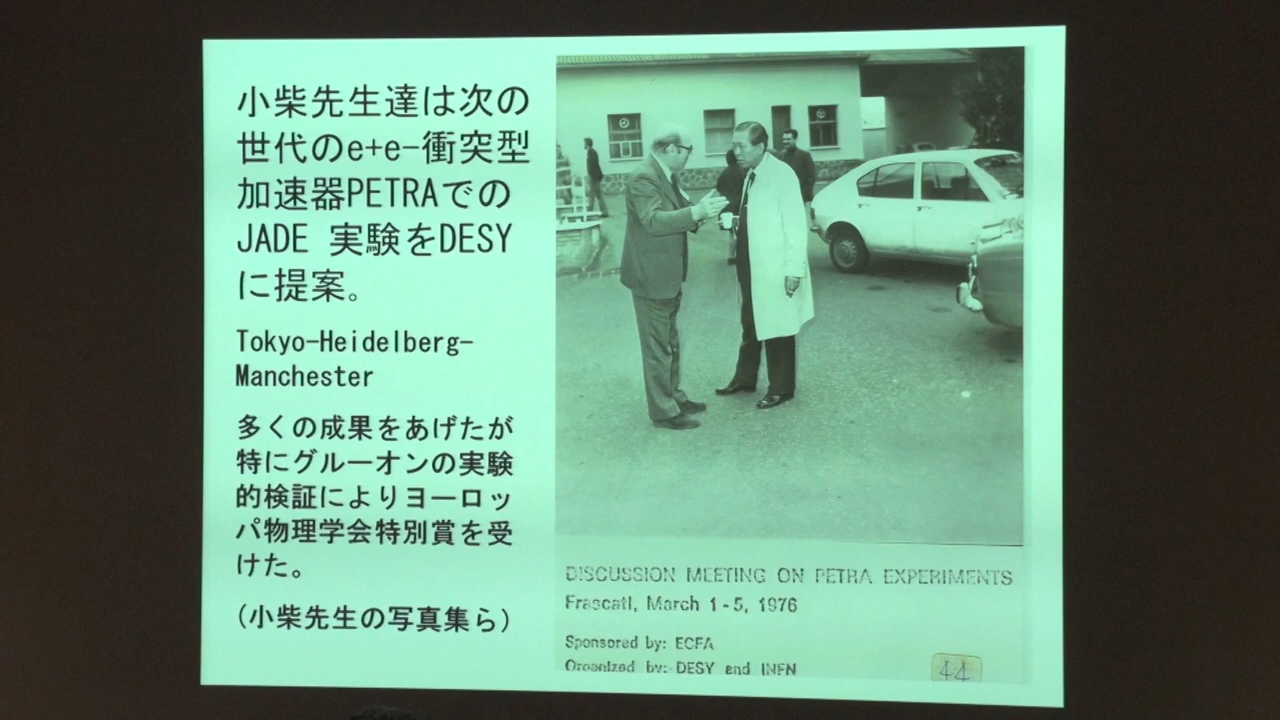 小柴先生達は次の
世代のe+e-衝突型
加速器PETRAでの
JADE 実験をDESY
に提案。
Tokyo-Heidelberg-
Manchester
多くの成果をあげたが
特にグルーオンの実験
的検証によりヨーロッ
パ物理学会特別賞を受
けた。
(小柴先生の写真集ら)
DISCUSSION MEETING ON PETRA EXPERIMENTS
Frascati, March 1-5, 1976
Sponsored by: ECFA
Organized by: DESY and INFN
44